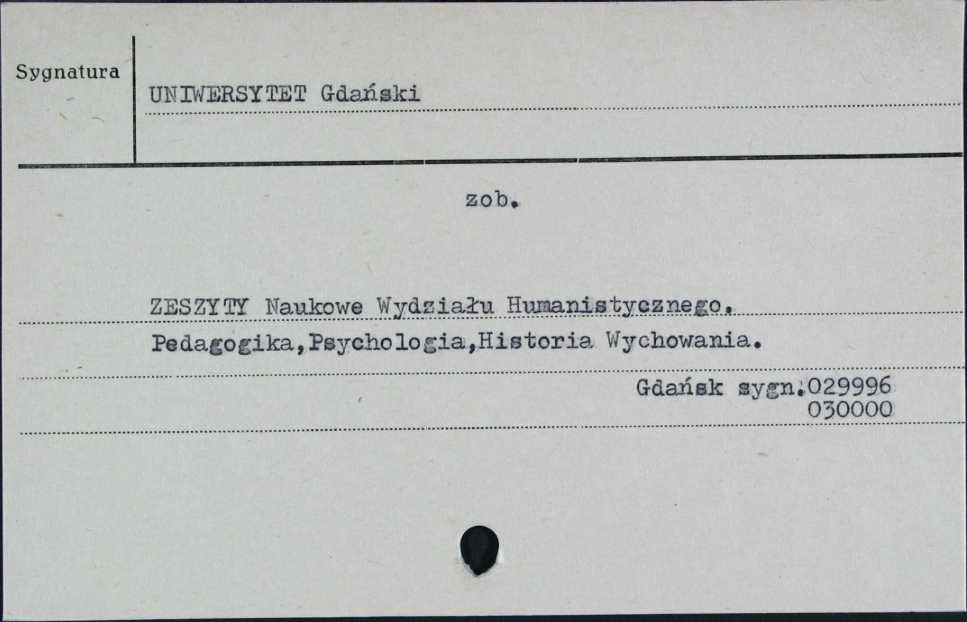 Sygnatura
UNIWERSYTET Gdański
zob.
ZESZYTY Naukowe Wydziału Humanistycznego.
Pedagogika,Psychologia,Historia Wychowania.
Gdańsk sygn.029996
030000